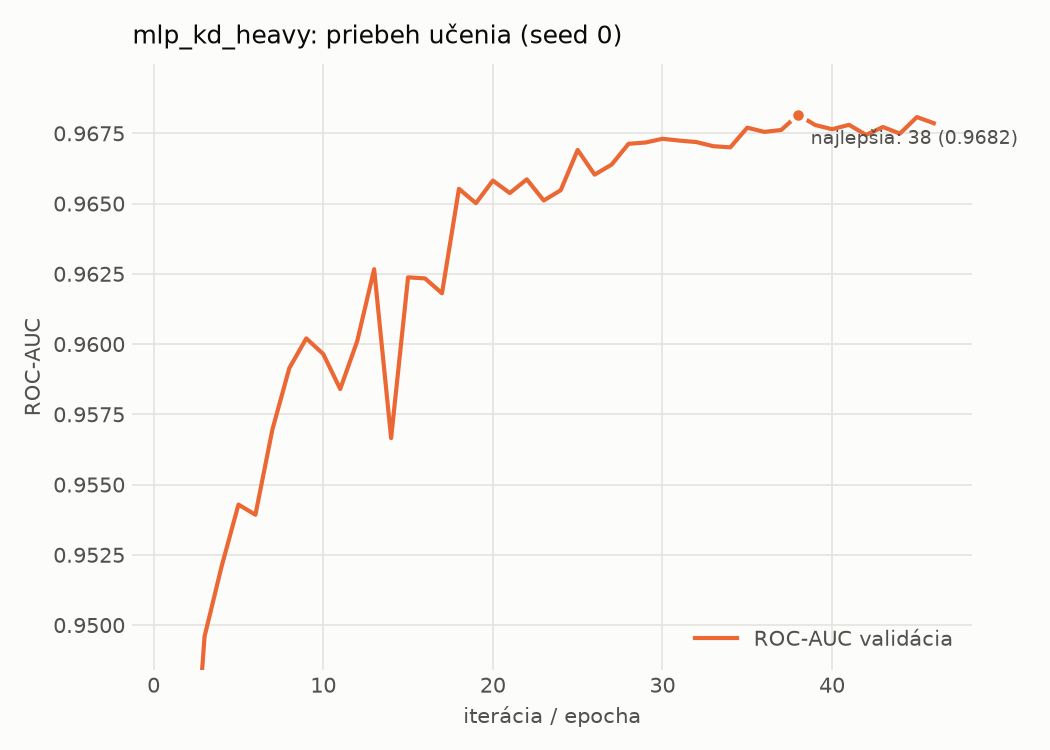 mlp_kd_heavy: priebeh učenia (seed 0)
ROC-AUC
0.9675
0.9650
0.9625
0.9600
0.9575
0.9550
0.9525
0.9500
najlepšia: 38 (0.9682)
ROC-AUC validácia
0 10 20 30 40
iterácia / epocha